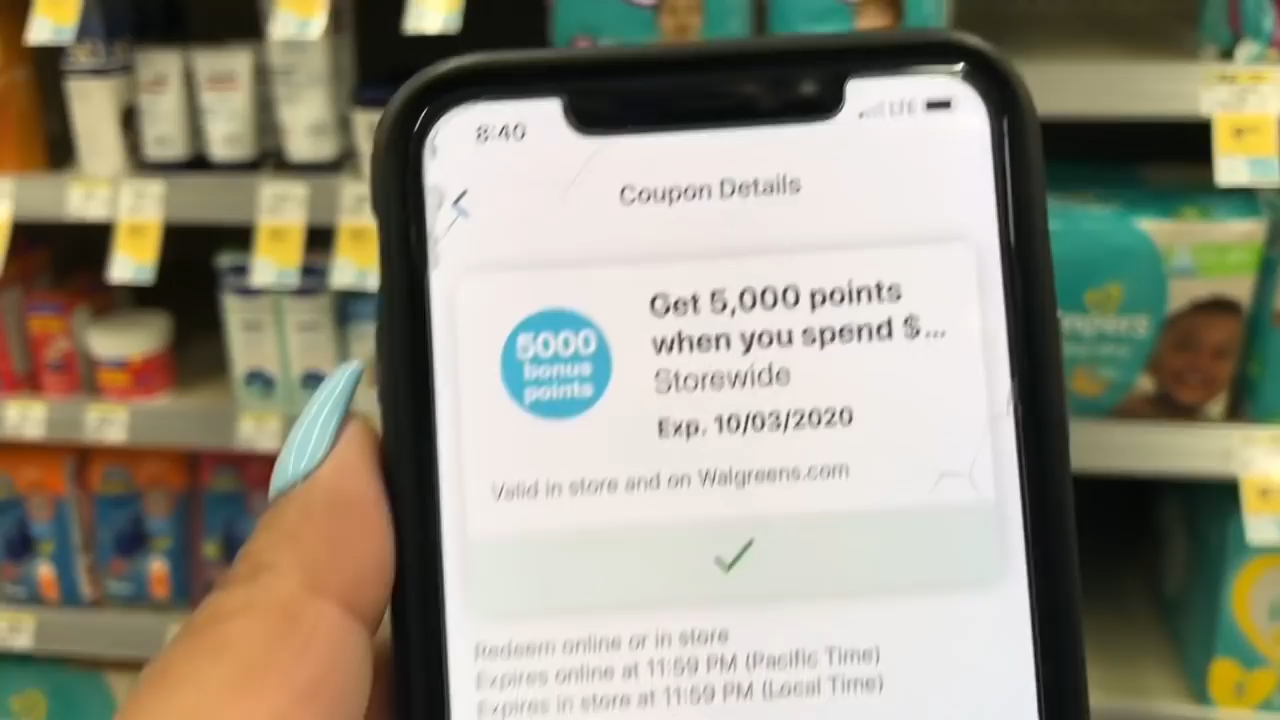 8:40
LTE
Coupon Details
5000
bonus
points
Get 5,000 points
when you spend $...
Storewide
Exp. 10/03/2020
Valid in store and on Walgreens.com
Redeem online or in store
Expires online at 11:59 PM (Pacific Time)
Expires in store at 11:59 PM (Local Time)